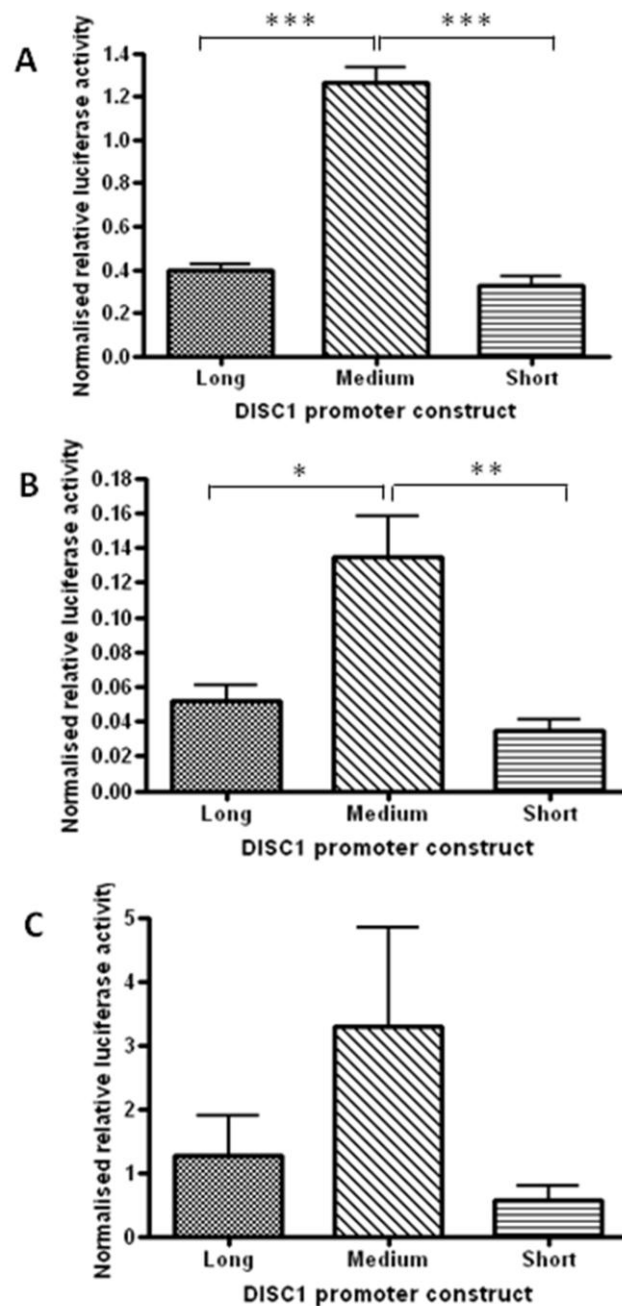 *** ***
A
Normalised relative luciferase activity
1.4
1.2
1.0
0.8
0.6
0.4
0.2
0.0
Long Medium Short
DISC1 promoter construct
* **
B
Normalised relative luciferase activity
0.18
0.16
0.14
0.12
0.10
0.08
0.06
0.04
0.02
0.00
Long Medium Short
DISC1 promoter construct
C
Normalised relative luciferase activity
5
4
3
2
1
0
Long Medium Short
DISC1 promoter construct